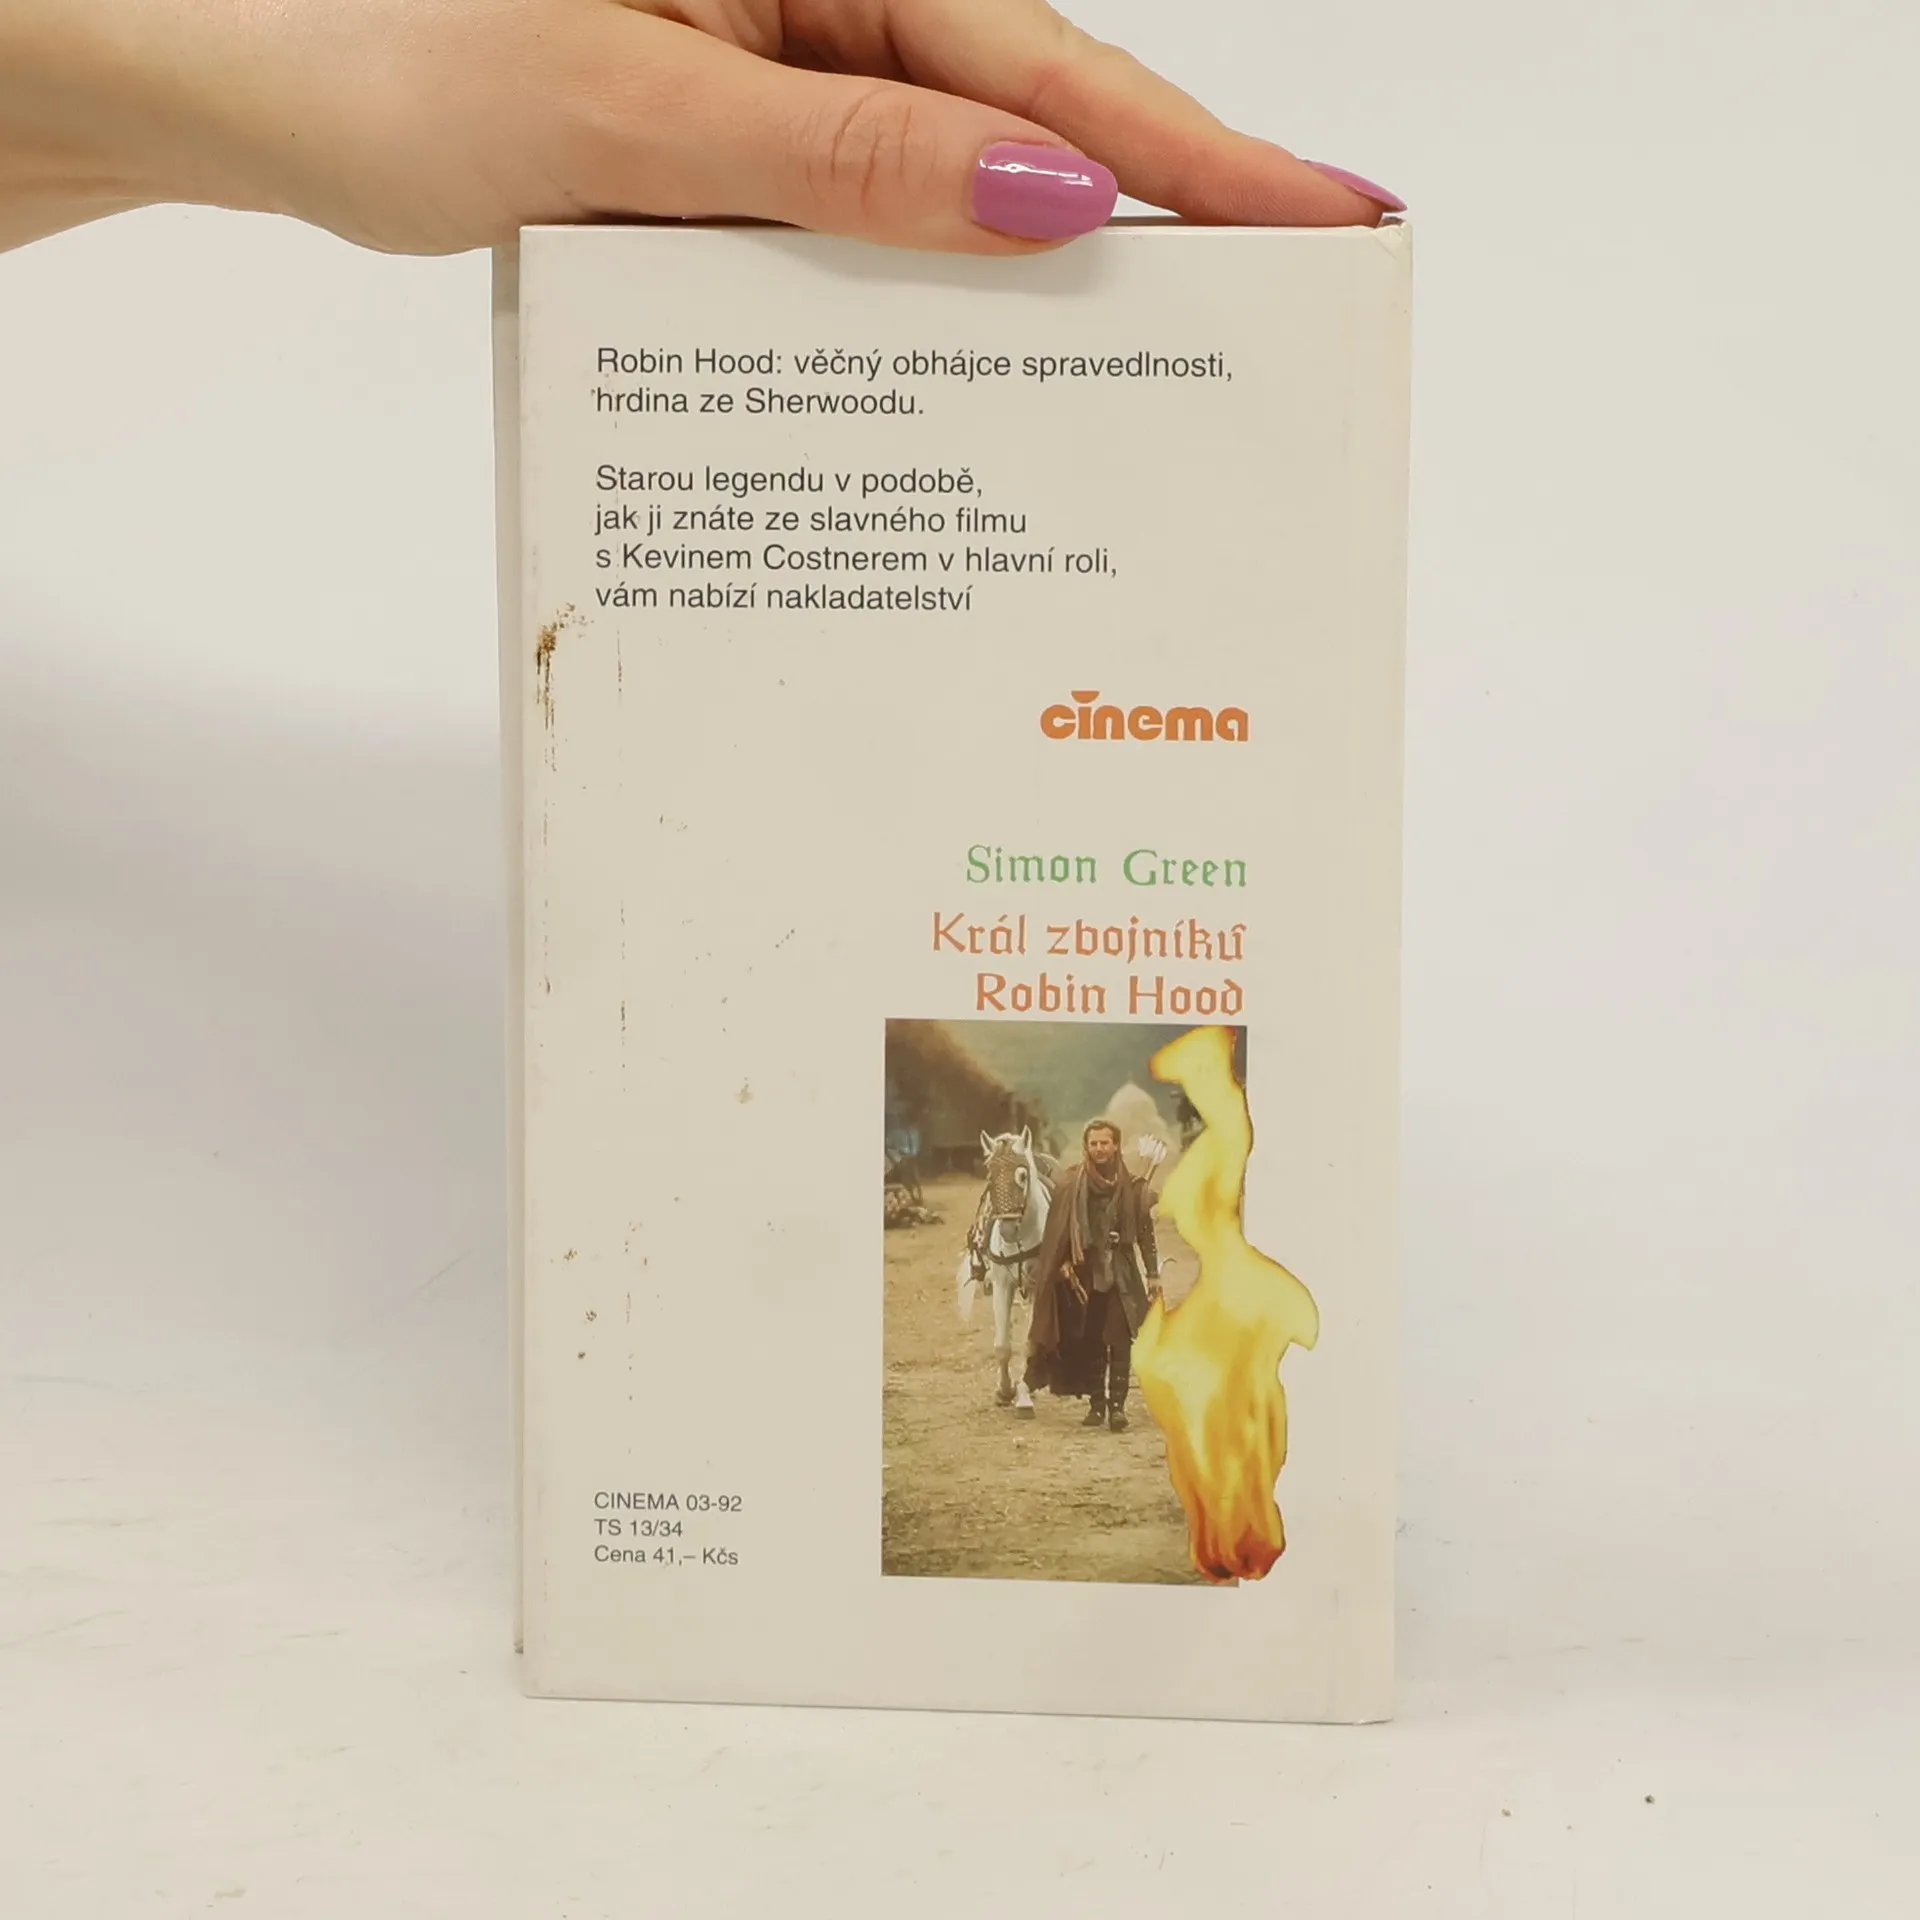 Robin Hood: věčný obhájce spravedlnosti,
hrdina ze Sherwoodu.
Starou legendu v podobě,
jak ji znáte ze slavného filmu
s Kevinem Costnerem v hlavní roli,
vám nabízí nakladatelství
cinema
Simon Green
Král zbojníků
Robin Hood
CINEMA 03-92
TS 13/34
Cena 41,– Kčs